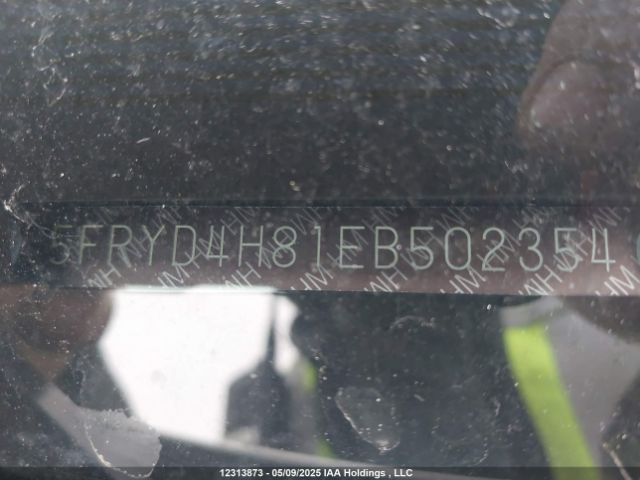 5FRYD4H81EB502354
12313873 - 05/09/2025 IAA Holdings , LLC